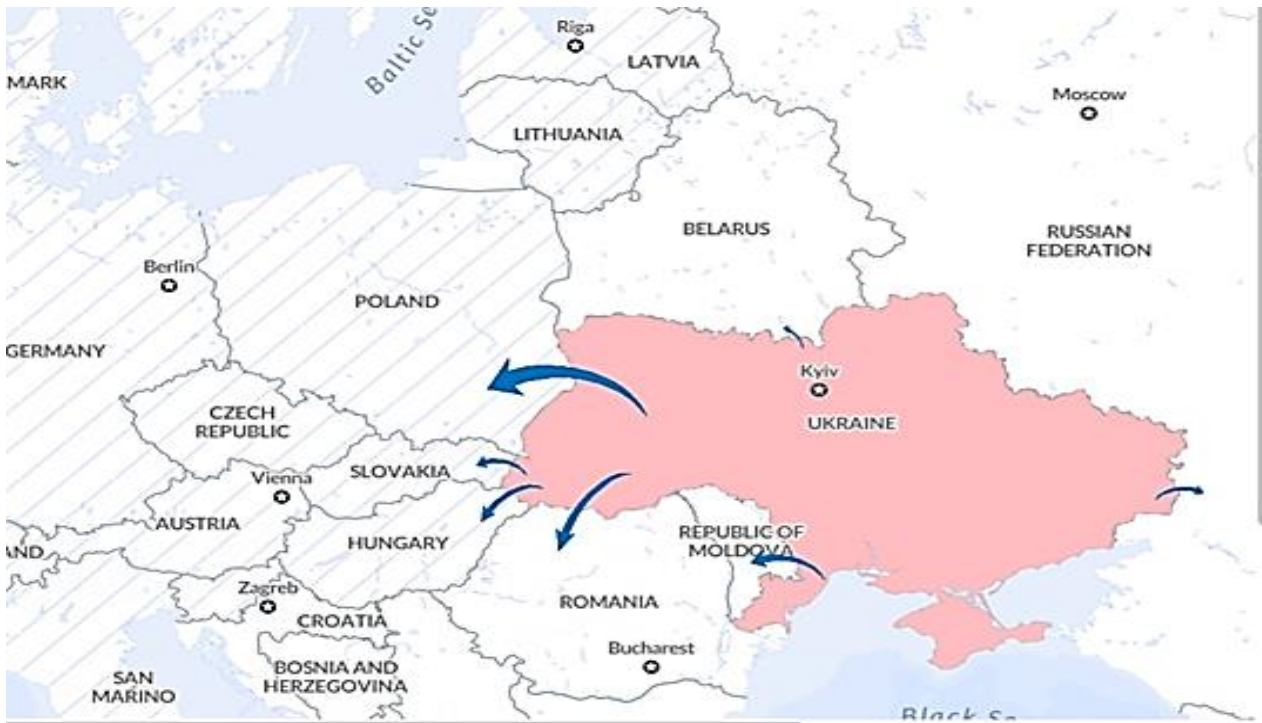 Riga
Baltic Se
LATVIA
MARK
Moscow
LITHUANIA
BELARUS
RUSSIAN
FEDERATION
Berlin
POLAND
GERMANY
Kyiv
UKRAINE
CZECH
REPUBLIC
SLOVAKIA
Vienna
AUSTRIA
REPUBLIC OF
MOLDOVA
HUNGARY
AND
Zagreb
ROMANIA
CROATIA
Bucharest
BOSNIA AND
HERZEGOVINA
SAN
MARINO
Black Se